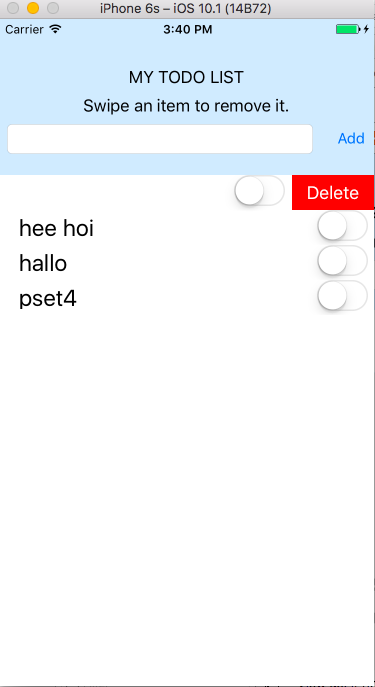 iPhone 6s – iOS 10.1 (14B72)
Carrier 3:40 PM
MY TODO LIST
Swipe an item to remove it.
Add
Delete
hee hoi
hallo
pset4